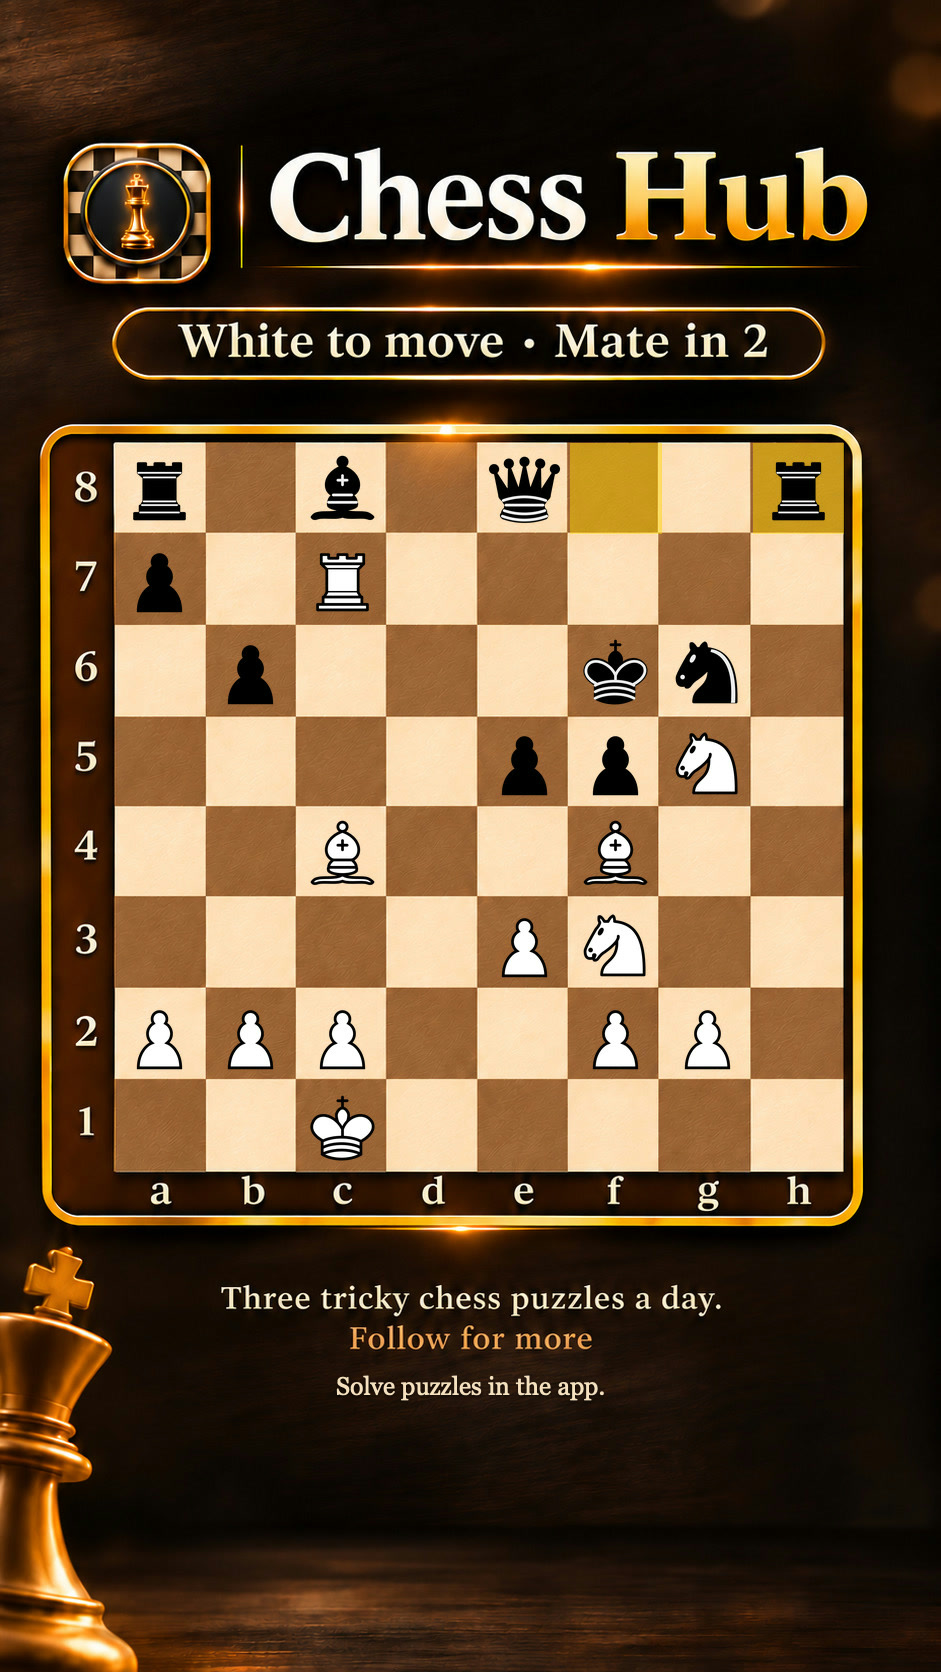 Chess Hub
White to move • Mate in 2
8
7
6
5
4
3
2
1
a b c d e f g h
Three tricky chess puzzles a day.
Follow for more
Solve puzzles in the app.